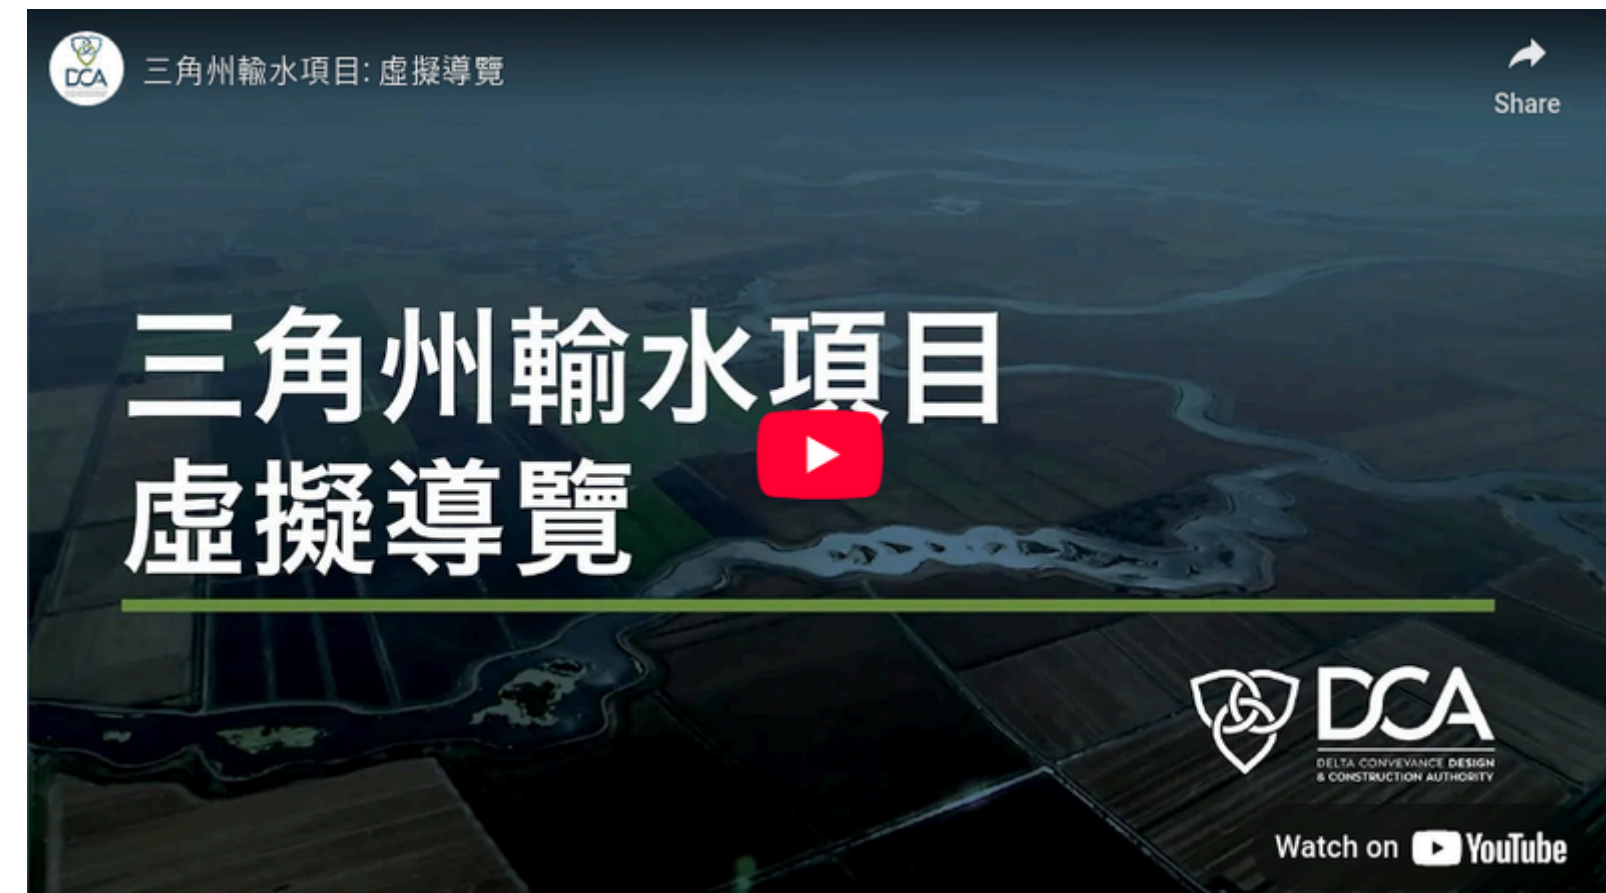 DCA
三角州輸水項目: 虛擬導覽
Share
三角州輸水項目
虛擬導覽
DCA
DELTA CONVEYANCE DESIGN
& CONSTRUCTION AUTHORITY
Watch on YouTube